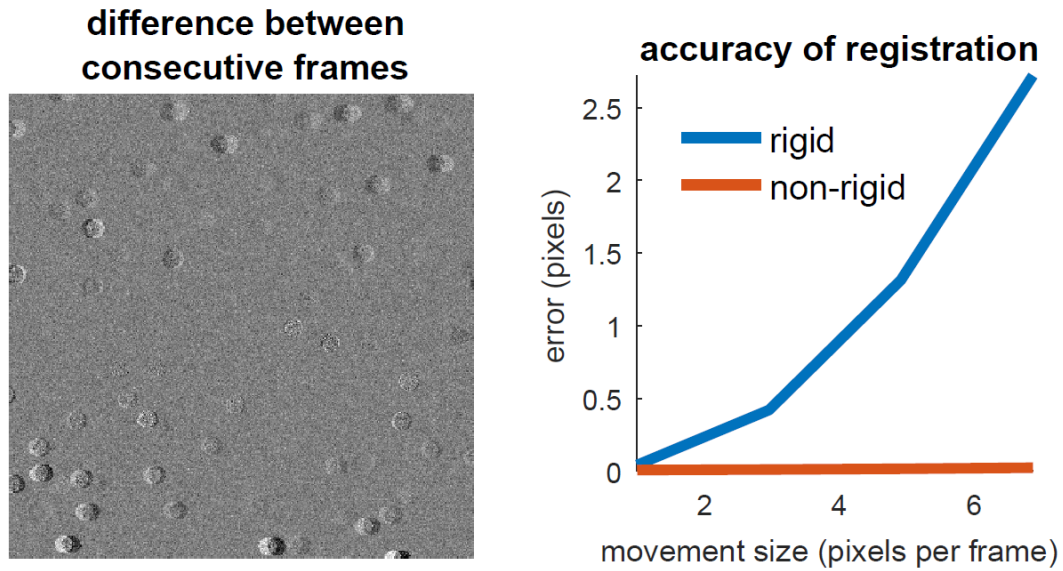 difference between
consecutive frames
accuracy of registration
rigid
non-rigid
error (pixels)
2.5
2
1.5
1
0.5
0
2
4
6
movement size (pixels per frame)